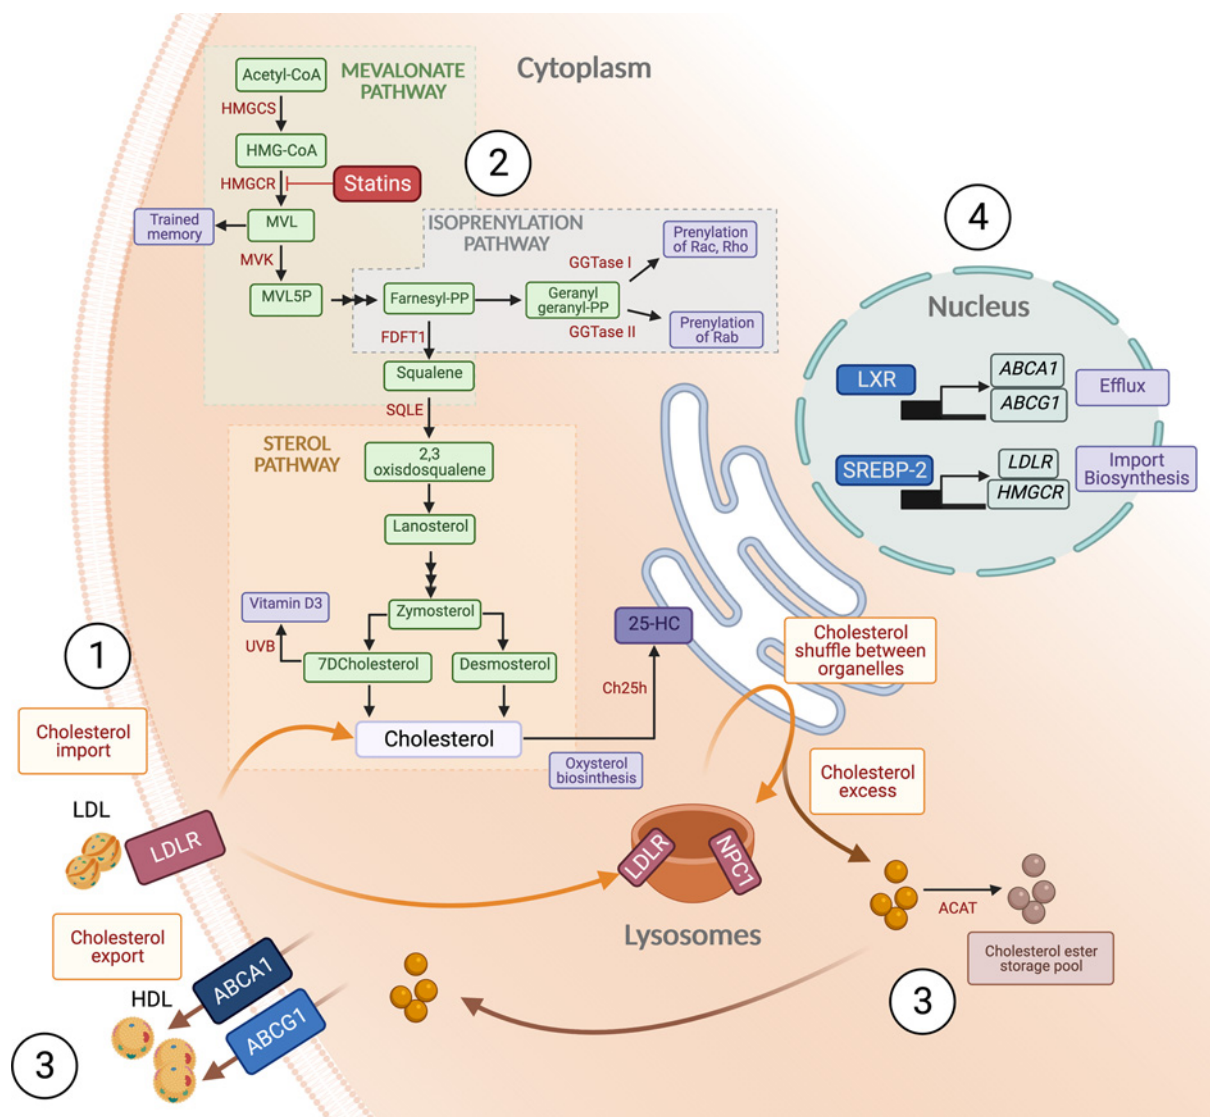 Cytoplasm
MEVALONATE
PATHWAY
Acetyl-CoA
HMGCS
HMG-CoA
HMGCR
Statins
2
Trained
memory
MVL
MVK
MVL5P
ISOPRENYLATION
PATHWAY
Farnesyl-PP
Geranyl
geranyl-PP
GGTase I
Prenylation
of Rac, Rho
GGTase II
Prenylation
of Rab
FDFT1
Squalene
SQLE
STEROL
PATHWAY
2,3
oxisdosqualene
Lanosterol
Zymosterol
Vitamin D3
UVB
7DCholesterol
Desmosterol
Cholesterol
25-HC
Ch25h
Oxysterol
biosinthesis
4
Nucleus
LXR
ABCA1
ABCG1
Efflux
SREBP-2
LDLR
HMGCR
Import
Biosynthesis
Cholesterol
shuffle between
organelles
Cholesterol
excess
1
Cholesterol
import
LDL
LDLR
LDLR
NPC1
Lysosomes
ACAT
Cholesterol ester
storage pool
3
Cholesterol
export
HDL
ABCA1
ABCG1
3